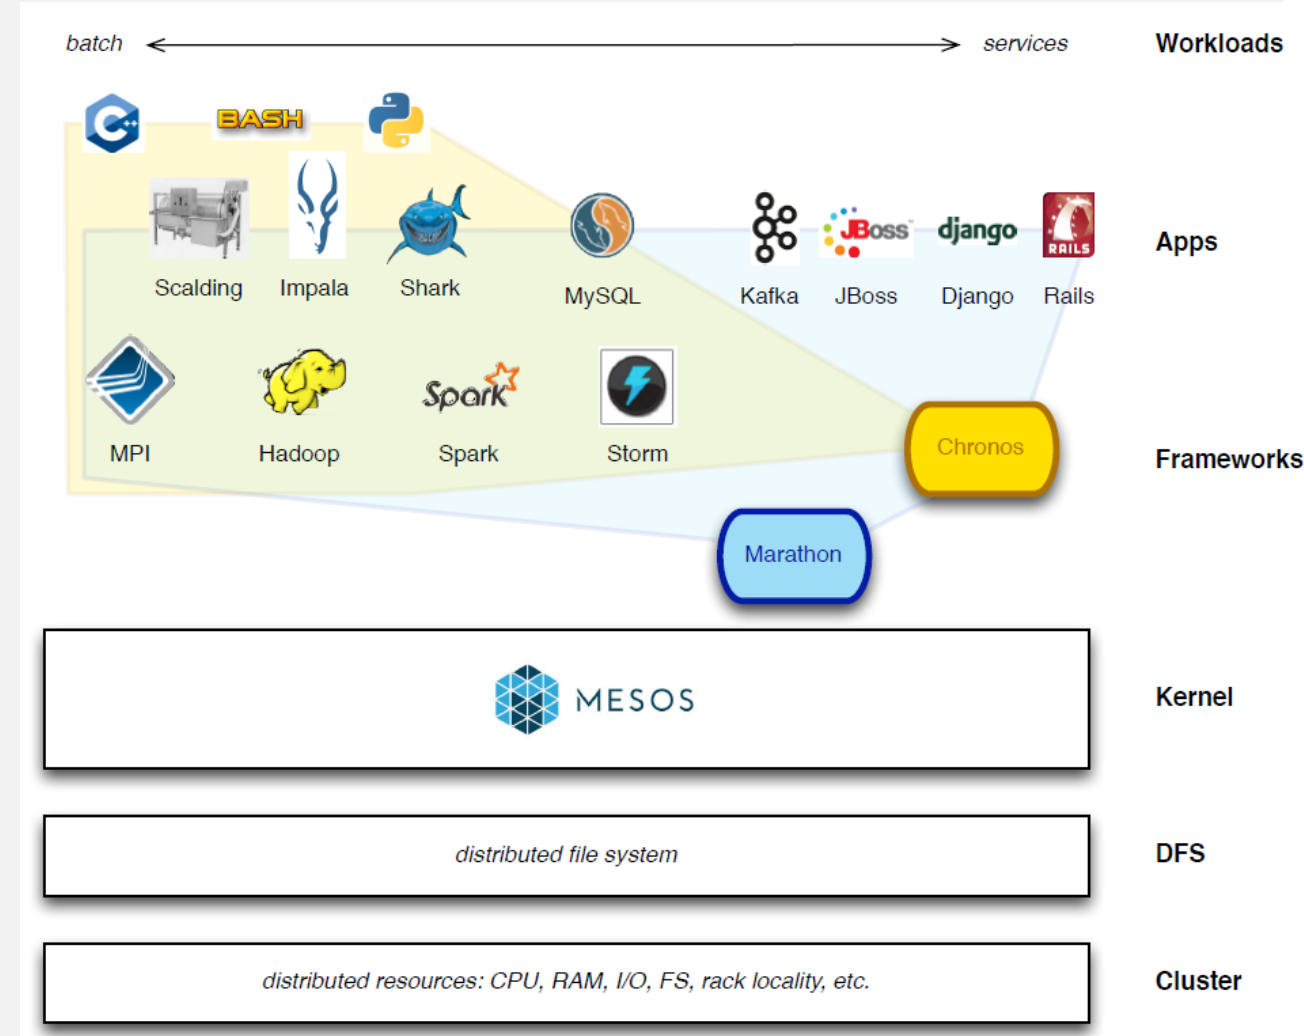 batch
services
Workloads
C++
BASH
JBoss
django
RAILS
Apps
Scalding
Impala
Shark
MySQL
Kafka
JBoss
Django
Rails
Spark
MPI
Hadoop
Spark
Storm
Chronos
Frameworks
Marathon
MESOS
Kernel
distributed file system
DFS
distributed resources: CPU, RAM, I/O, FS, rack locality, etc.
Cluster